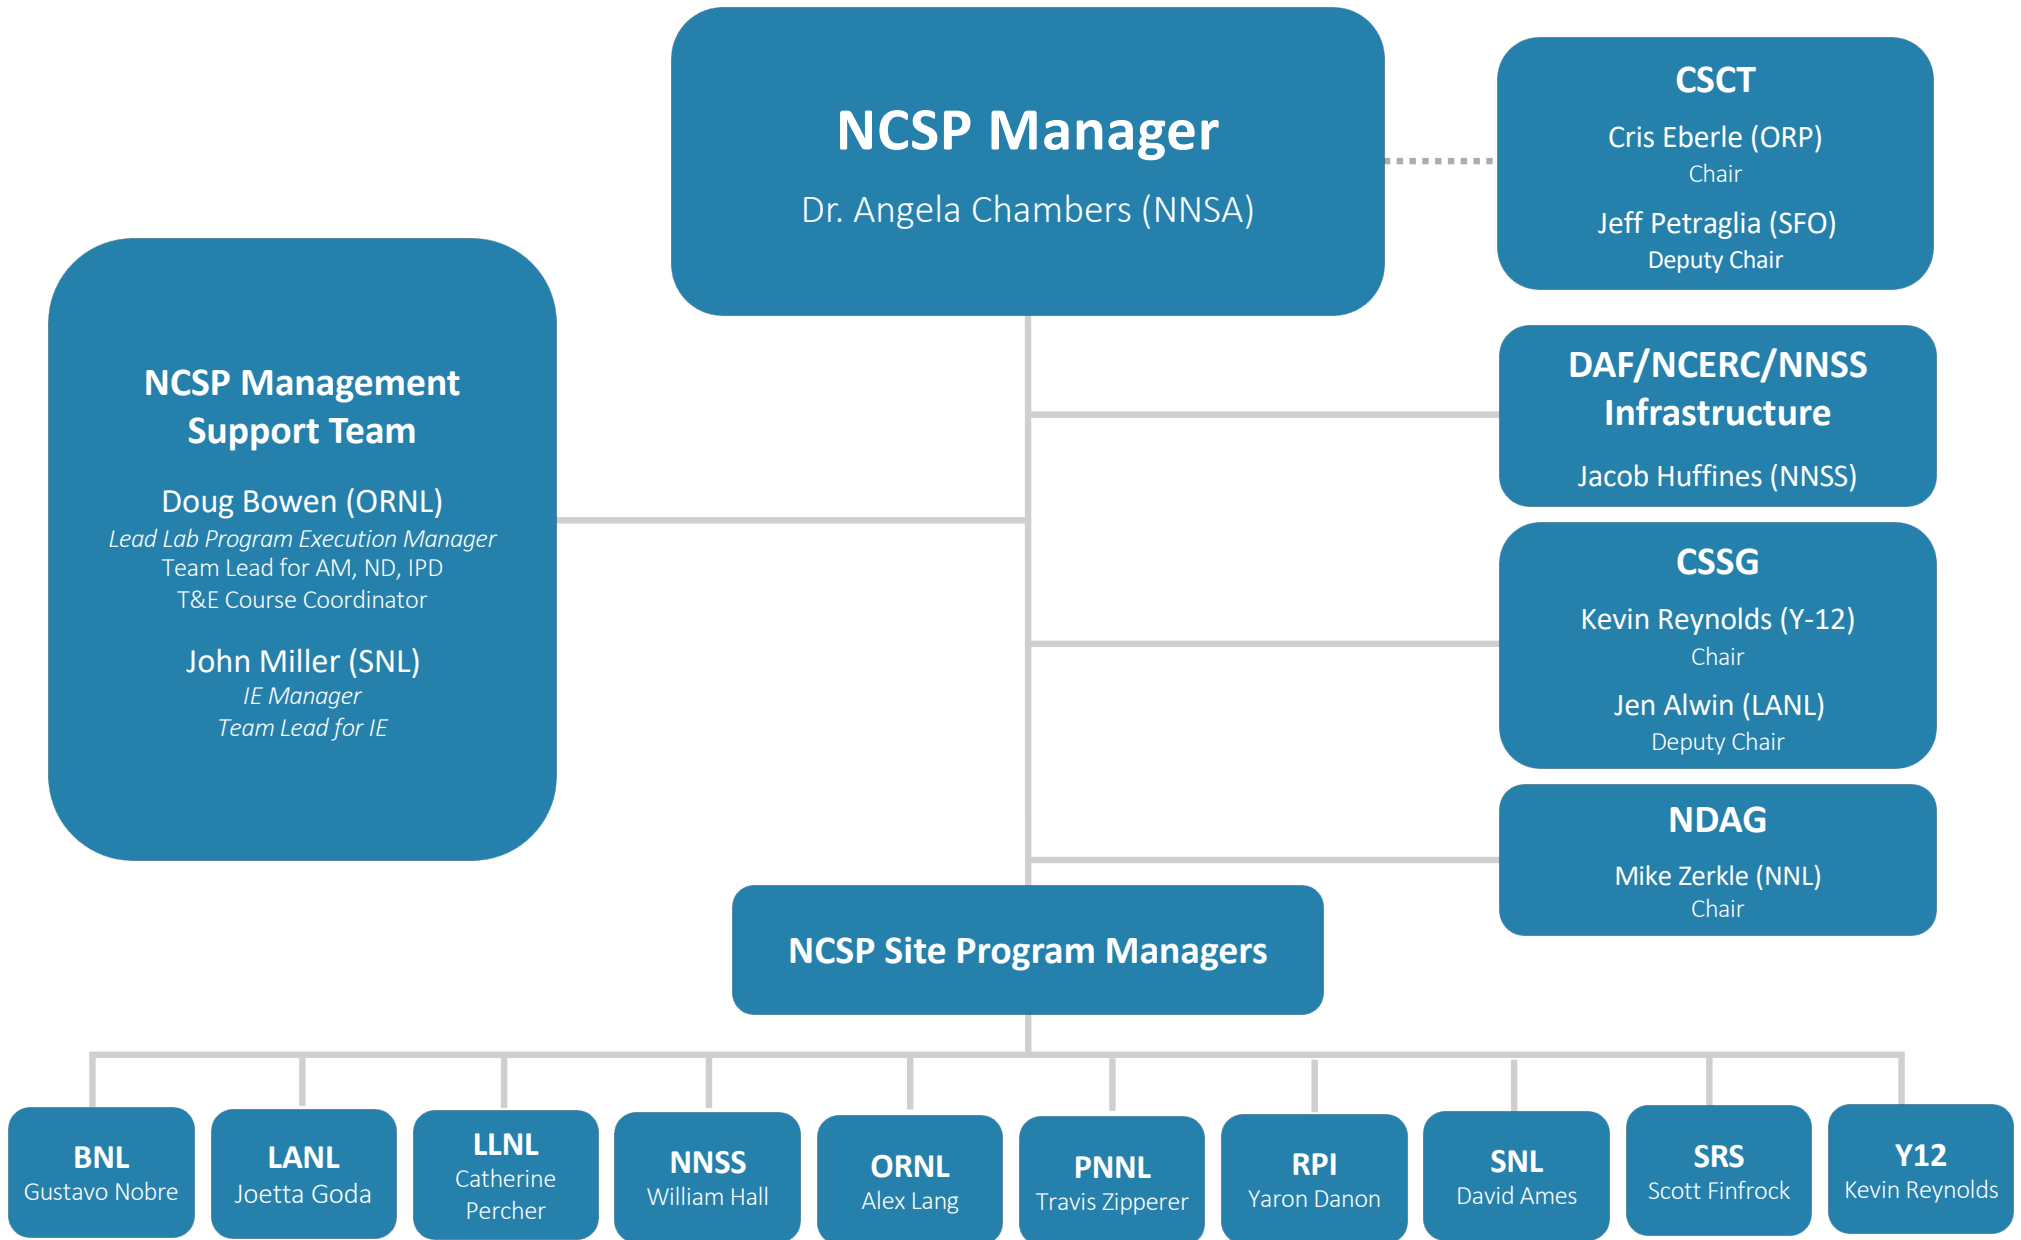 NCSP Manager
Dr. Angela Chambers (NNSA)
CSCT
Cris Eberle (ORP)
Chair
Jeff Petraglia (SFO)
Deputy Chair
NCSP Management
Support Team
Doug Bowen (ORNL)
Lead Lab Program Execution Manager
Team Lead for AM, ND, IPD
T&E Course Coordinator
John Miller (SNL)
IE Manager
Team Lead for IE
DAF/NCERC/NNSS
Infrastructure
Jacob Huffines (NNSS)
CSSG
Kevin Reynolds (Y-12)
Chair
Jen Alwin (LANL)
Deputy Chair
NDAG
Mike Zerkle (NNL)
Chair
NCSP Site Program Managers
BNL
Gustavo Nobre
LANL
Joetta Goda
LLNL
Catherine
Percher
NNSS
William Hall
ORNL
Alex Lang
PNNL
Travis Zipperer
RPI
Yaron Danon
SNL
David Ames
SRS
Scott Finfrock
Y12
Kevin Reynolds